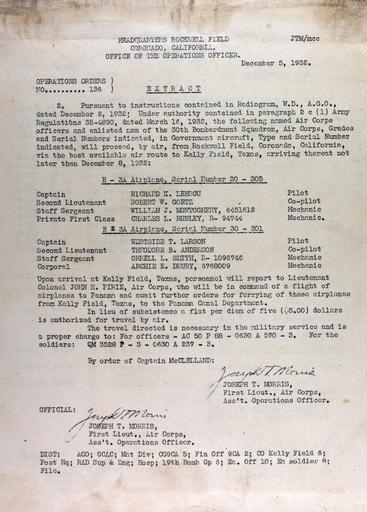 HEADQUARTERS ROCKWELL FIELD JTM/mcc
CORONADO, CALIFORNIA,
OFFICE OF THE OPERATIONS OFFICER.
December 5, 1932.
OPERATIONS ORDERS )
NO.......... 136 ) E X T R A C T
2. Pursuant to instructions contained in Radiogram, W.D., A.G.O.,
dated December 2, 1932; Under authority contained in paragraph 2 c (1) Army
Regulations 35-4890, dated March 16, 1932, the following named Air Corps
officers and enlisted men of the 30th Bombardment Squadron, Air Corps, Grades
and Serial Numbers indicated, in Government aircraft, Type and Serial Number
indicated, will proceed, by air, from Rockwell Field, Coronado, California,
via the best available air route to Kelly Field, Texas, arriving thereat not
later than December 8, 1932:
B - 3A Airplane, Serial Number 30 - 305
Captain RICHARD K. LEBOU Pilot
Second Lieutenant ROBERT W. GOETZ Co-pilot
Staff Sergeant WILLIAM J. MONTGOMERY, 6451612 Mechanic.
Private First Class CHARLES L. HUNLEY, R- 94744 Mechanic.
B - 3A Airplane, Serial Number 30 - 301
Captain WESTSIDE T. LARSON Pilot
Second Lieutenant THEODORE B. ANDERSON Co-pilot
Staff Sergeant ORRELL L. SMITH, R- 1096746 Mechanic
Corporal ARCHIE E. DRURY, 6768009 Mechanic
Upon arrival at Kelly Field, Texas, personnel will report to Lieutenant
Colonel JOHN H. PIRIE, Air Corps, who will be in command of a flight of
airplanes to Panama and await further orders for ferrying of these airplanes
from Kelly Field, Texas, to the Panama Canal Department.
In lieu of subsistence a flat per diem of five ($5.00) dollars
is authorized for travel by air.
The travel directed is necessary in the military service and is
a proper charge to: For officers - AC 50 P 88 - 0630 A 570 - 3. For the
soldiers: QM 3528 P - 3 - 0630 A 237 - 3.
By order of Captain McCLELLAND:
Joseph T. Morris
JOSEPH T. MORRIS,
First Lieut., Air Corps,
Ass't. Operations Officer.
OFFICIAL: Joseph T. Morris
JOSEPH T. MORRIS,
First Lieut., Air Corps,
Ass't. Operations Officer.
DIST: AGO; OCAC; Mat Div; CG9CA 5; Fin Off 9CA 2; CO Kelly Field 6;
Post Hq; RAD Sup & Eng; Hosp; 19th Bomb Gp 6; Ea. Off 10; Ea soldier 8;
File.